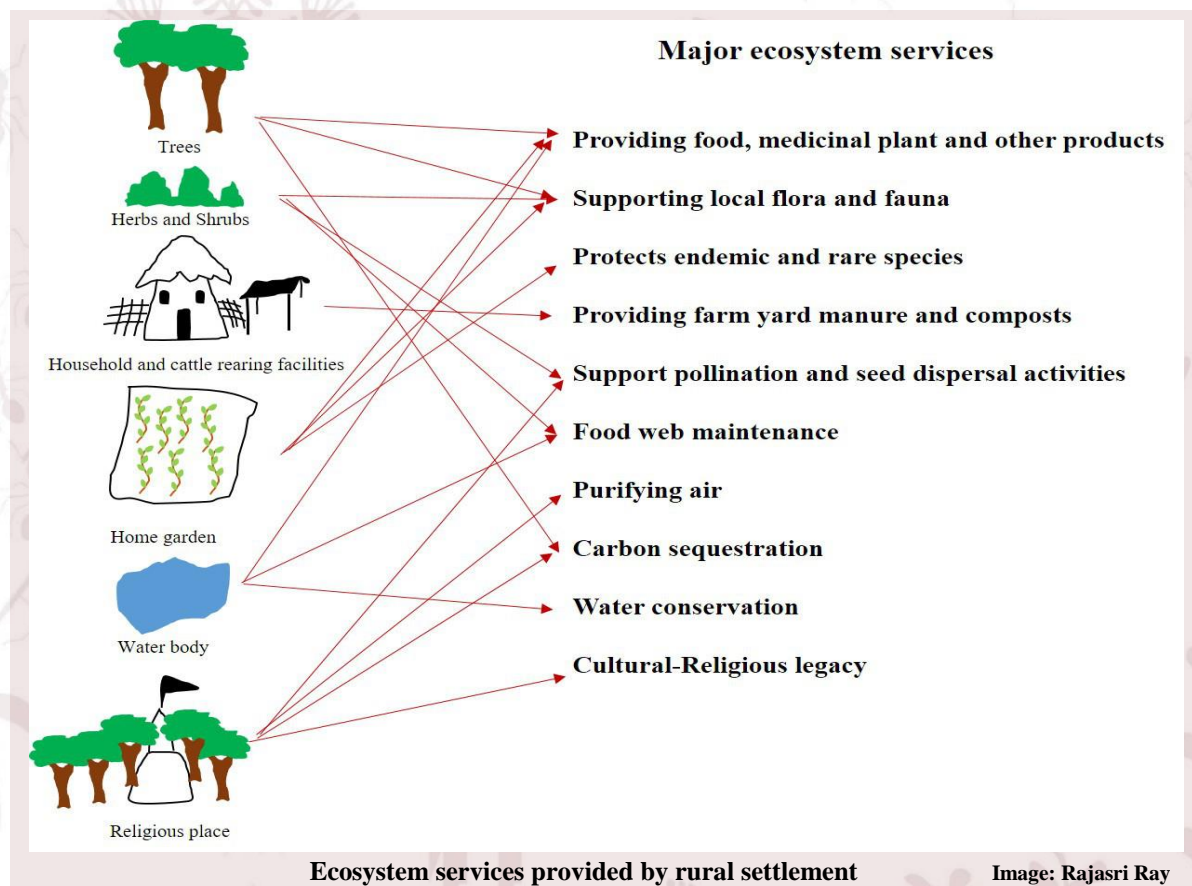 Major ecosystem services
Trees
Herbs and Shrubs
Household and cattle rearing facilities
Home garden
Water body
Religious place
Providing food, medicinal plant and other products
Supporting local flora and fauna
Protects endemic and rare species
Providing farm yard manure and composts
Support pollination and seed dispersal activities
Food web maintenance
Purifying air
Carbon sequestration
Water conservation
Cultural-Religious legacy
Ecosystem services provided by rural settlement
Image: Rajasri Ray